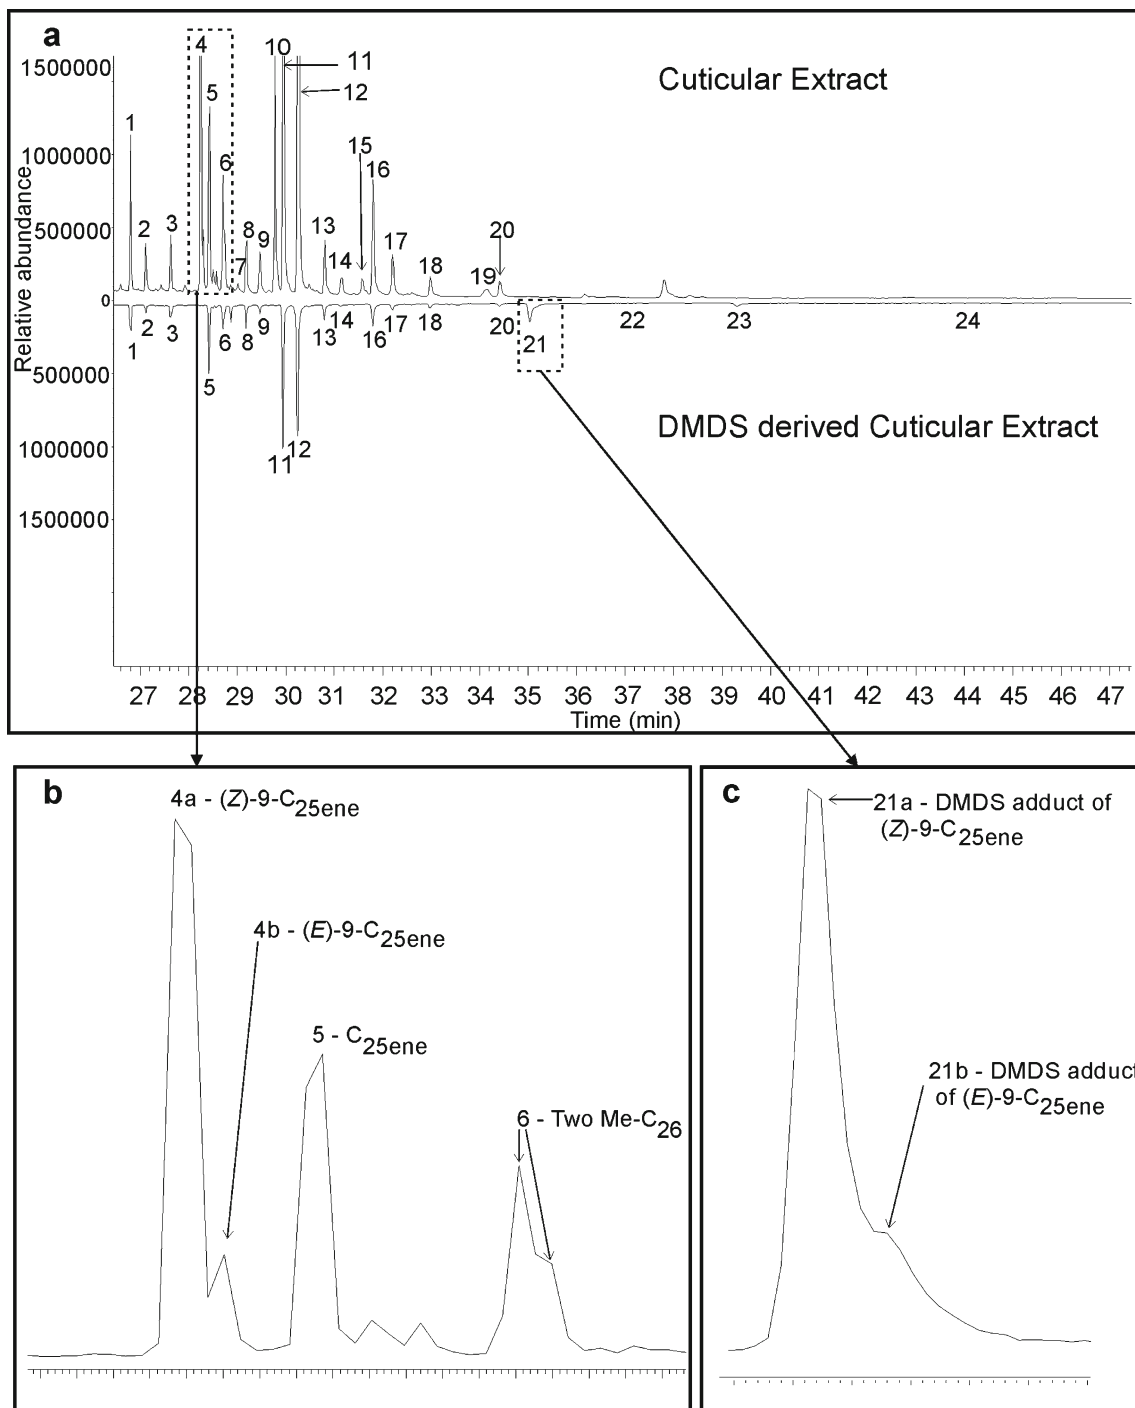 a
Cuticular Extract
DMDS derived Cuticular Extract
Relative abundance
1500000
1000000
500000
0
500000
1000000
1500000
1
2
3
4
5
6
7
8
9
10
11
12
13
14
15
16
17
18
19
20
1
2
3
5
6
8
9
11
12
13
14
16
17
18
20
21
22
23
24
27 28 29 30 31 32 33 34 35 36 37 38 39 40 41 42 43 44 45 46 47
Time (min)
b
4a - (Z)-9-C25ene
4b - (E)-9-C25ene
5 - C25ene
6 - Two Me-C26
c
21a - DMDS adduct of
(Z)-9-C25ene
21b - DMDS adduct
of (E)-9-C25ene